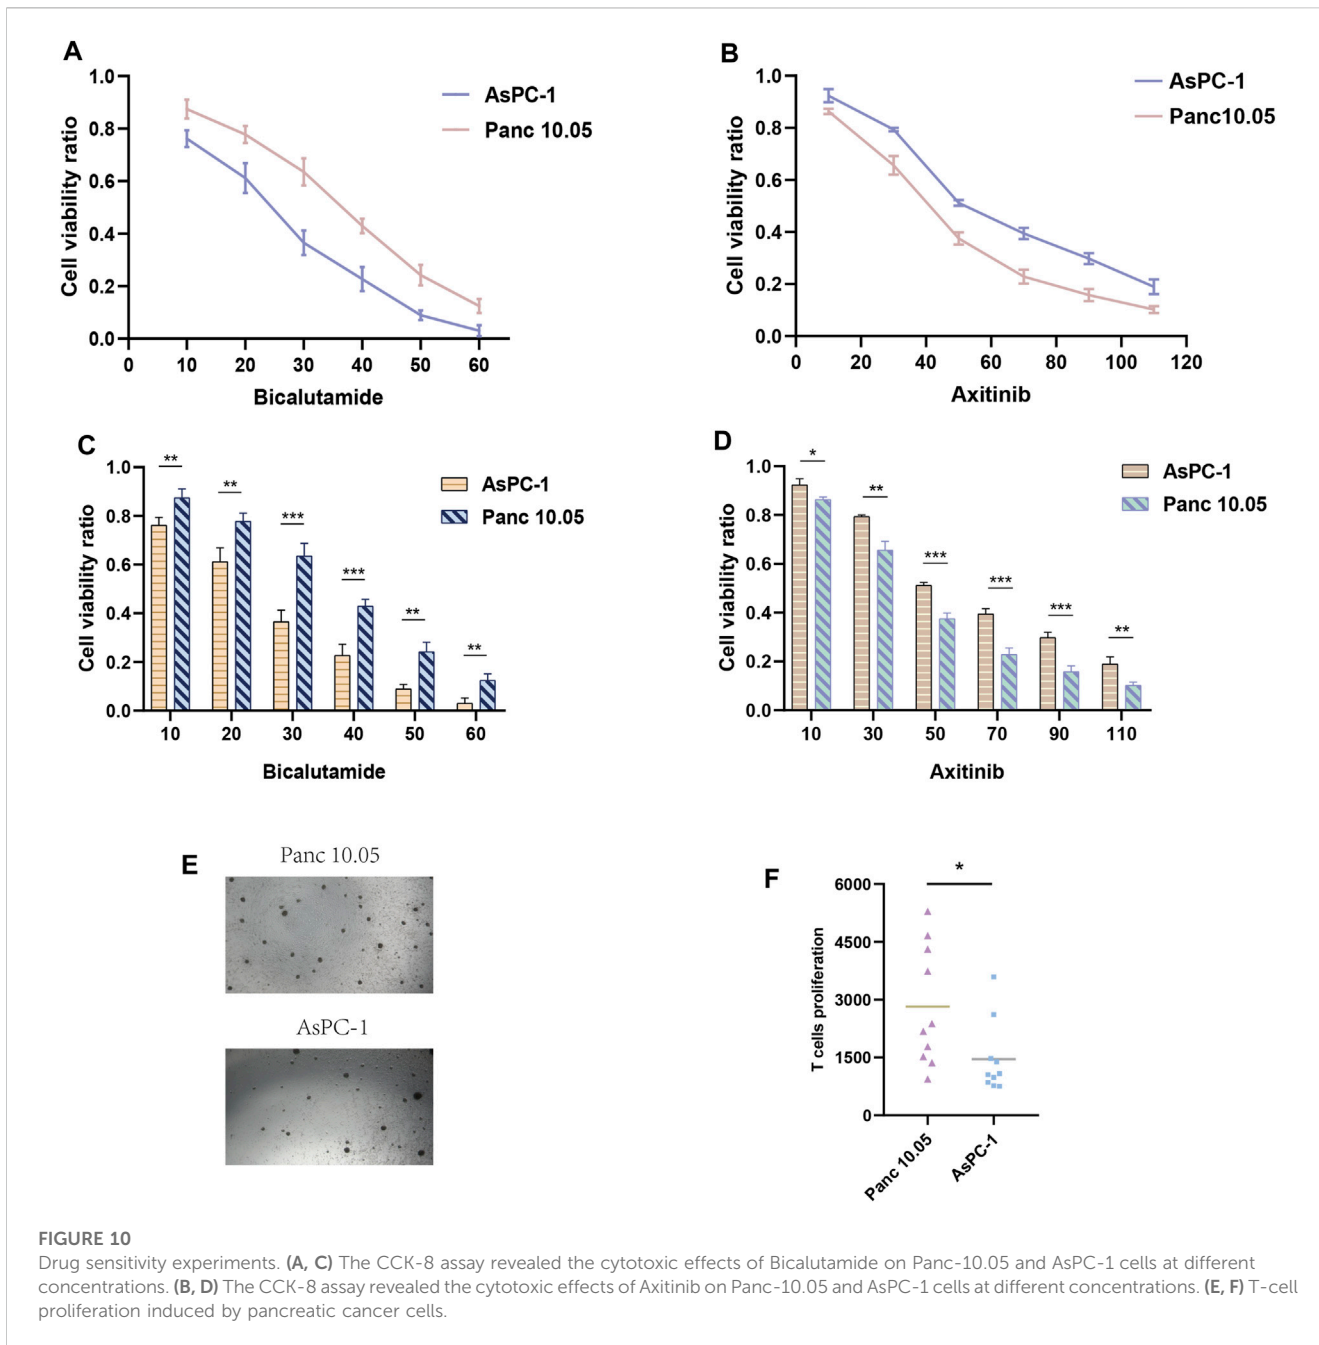 A
1.0
0.8
0.6
0.4
0.2
0.0
Cell viability ratio
0 10 20 30 40 50 60
Bicalutamide
AsPC-1
Panc 10.05
B
1.0
0.8
0.6
0.4
0.2
0.0
Cell viability ratio
0 20 40 60 80 100 120
Axitinib
AsPC-1
Panc10.05
C
1.0
0.8
0.6
0.4
0.2
0.0
Cell viability ratio
** ** *** *** ** **
10 20 30 40 50 60
Bicalutamide
AsPC-1
Panc 10.05
D
1.0
0.8
0.6
0.4
0.2
0.0
Cell viability ratio
* ** *** *** *** **
10 30 50 70 90 110
Axitinib
AsPC-1
Panc 10.05
E
Panc 10.05
AsPC-1
F
*
6000
4500
3000
1500
0
T cells proliferation
Panc 10.05
AsPC-1
FIGURE 10
Drug sensitivity experiments. (A, C) The CCK-8 assay revealed the cytotoxic effects of Bicalutamide on Panc-10.05 and AsPC-1 cells at different
concentrations. (B, D) The CCK-8 assay revealed the cytotoxic effects of Axitinib on Panc-10.05 and AsPC-1 cells at different concentrations. (E, F) T-cell
proliferation induced by pancreatic cancer cells.